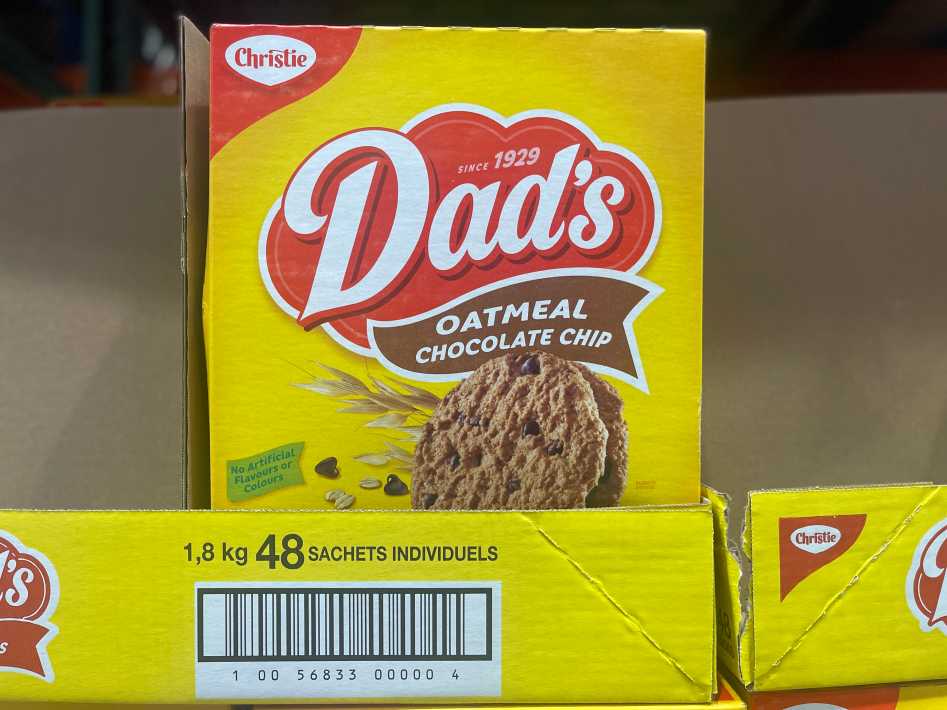 Christie
SINCE 1929
Dad's
OATMEAL
CHOCOLATE CHIP
No Artificial
Flavours or
Colours
1,8 kg 48 SACHETS INDIVIDUELS
1 00 56833 00000 4
's
S
Christie